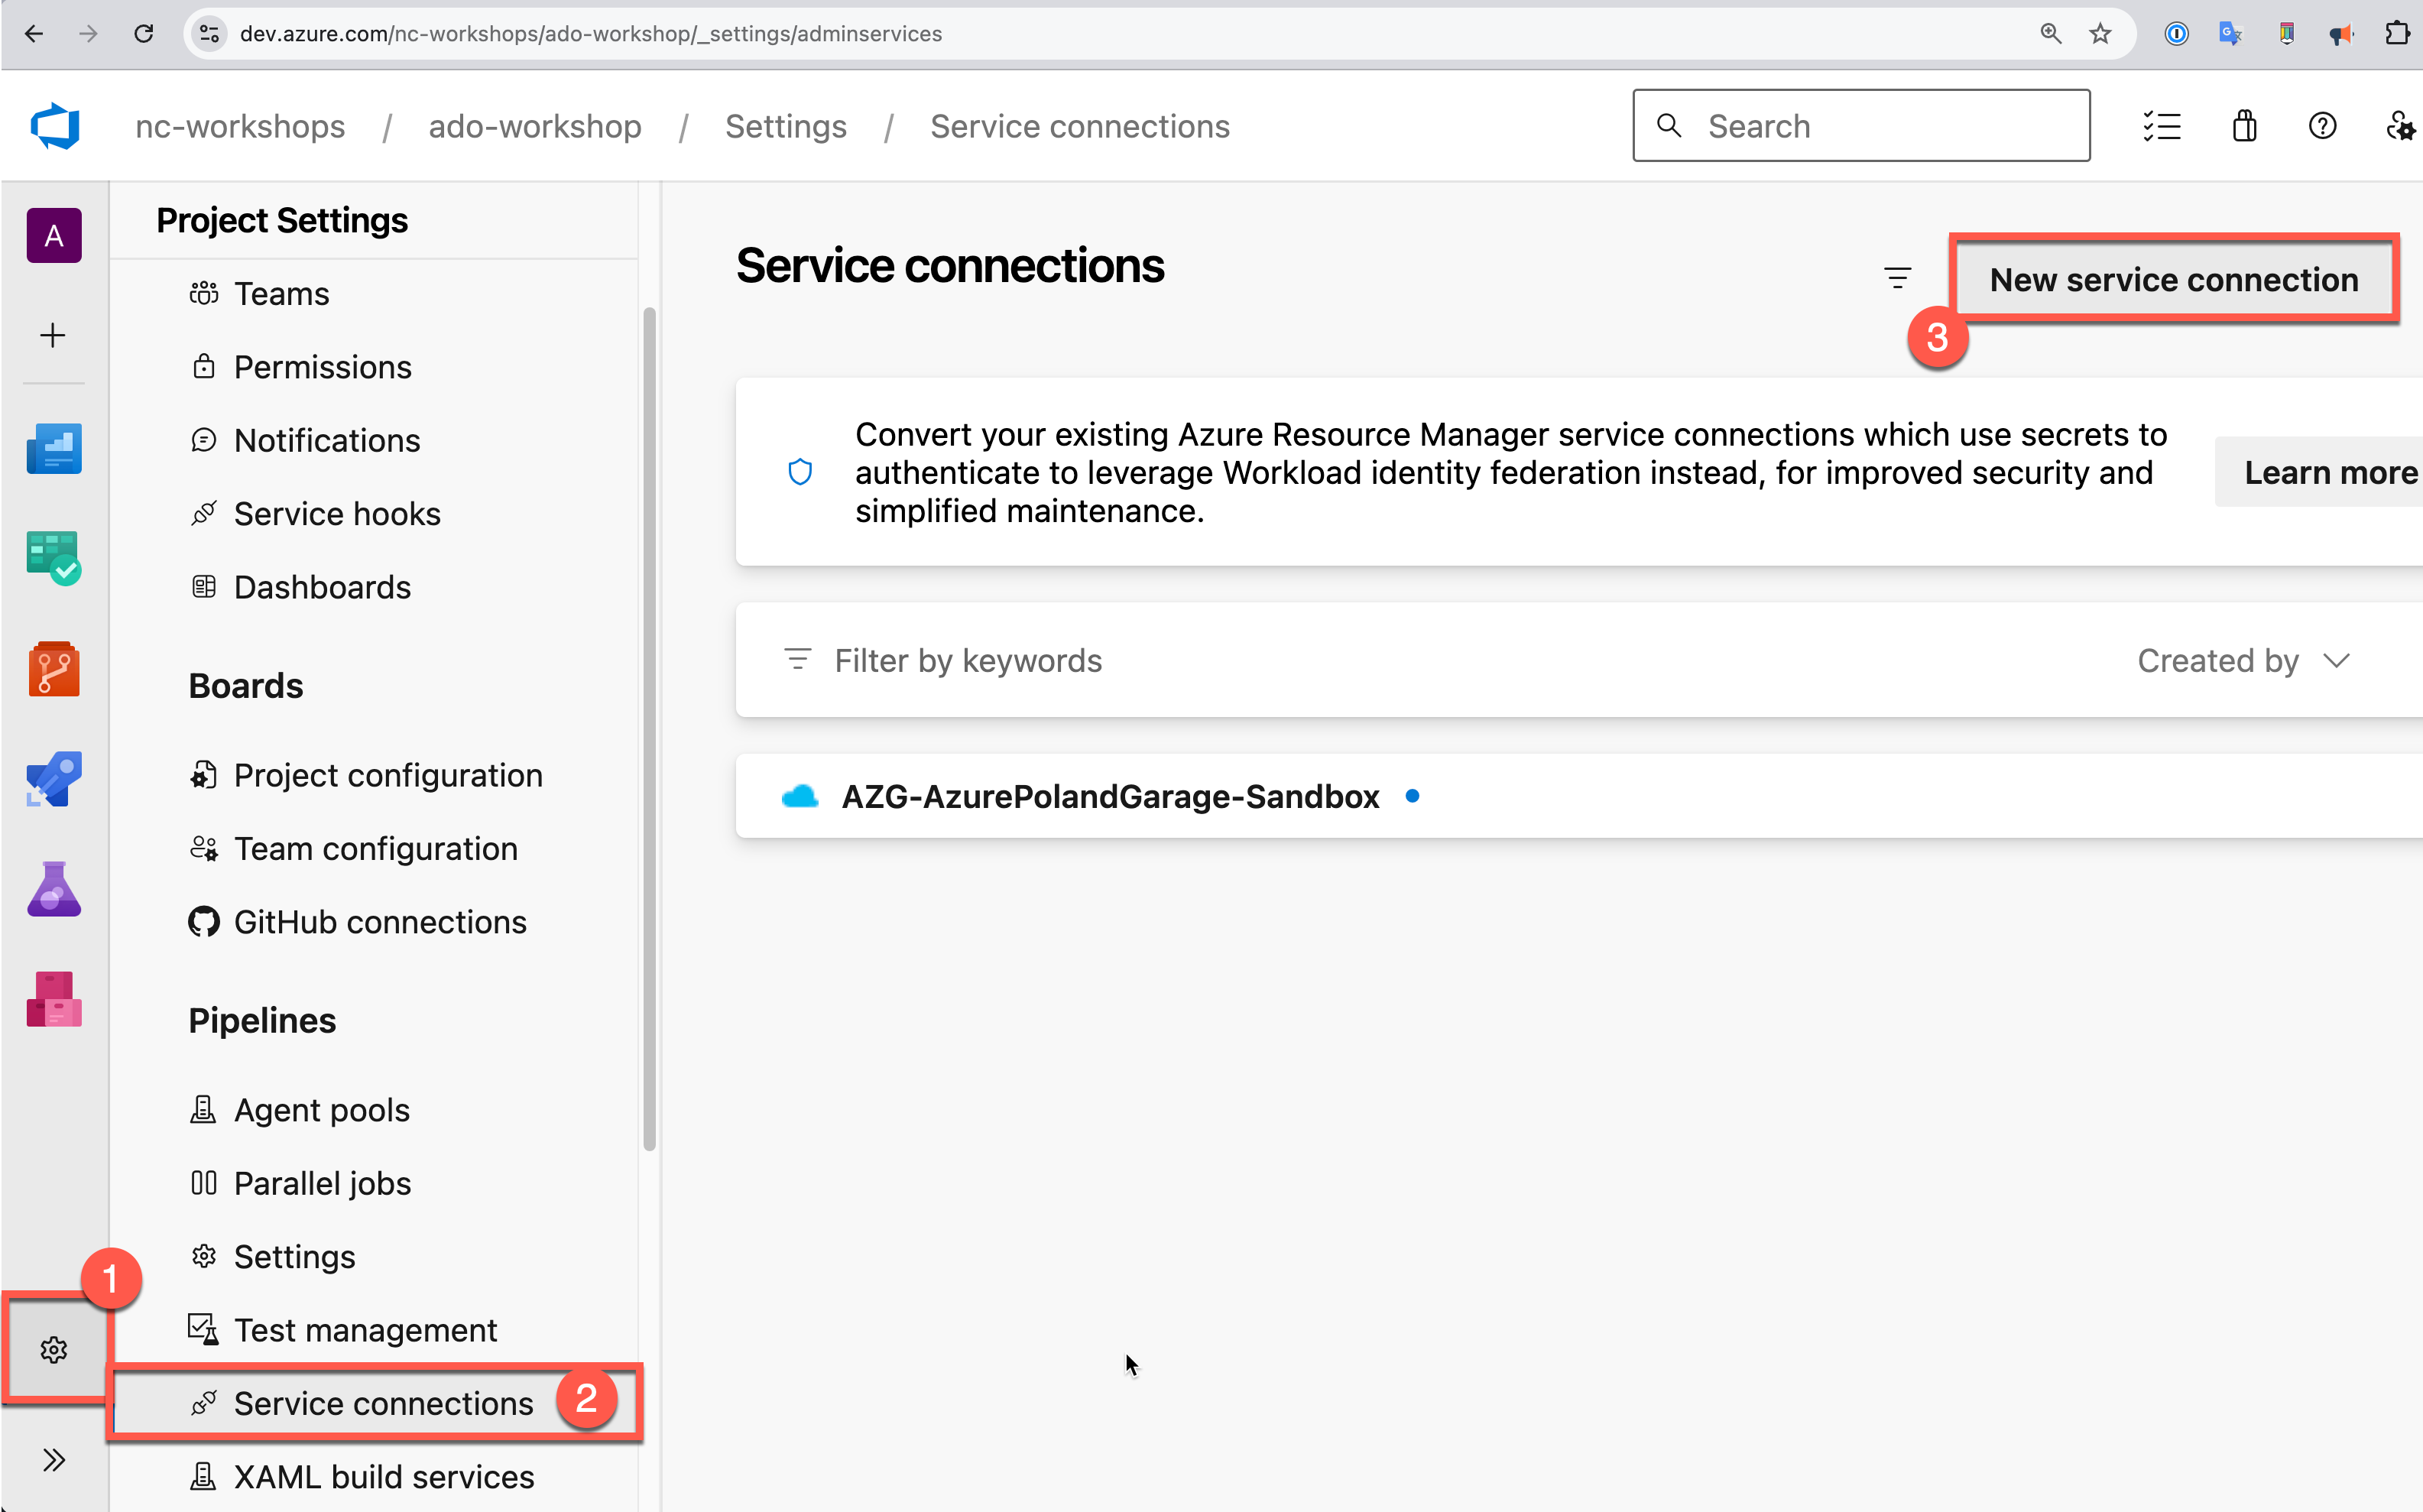 dev.azure.com/nc-workshops/ado-workshop/_settings/adminservices
nc-workshops / ado-workshop / Settings / Service connections
Search
A
Project Settings
Teams
Permissions
Notifications
Service hooks
Dashboards
Boards
Project configuration
Team configuration
GitHub connections
Pipelines
Agent pools
Parallel jobs
Settings
1
Test management
Service connections
2
XAML build services
Service connections
New service connection
3
Convert your existing Azure Resource Manager service connections which use secrets to
authenticate to leverage Workload identity federation instead, for improved security and
simplified maintenance.
Learn more
Filter by keywords
Created by
AZG-AzurePolandGarage-Sandbox